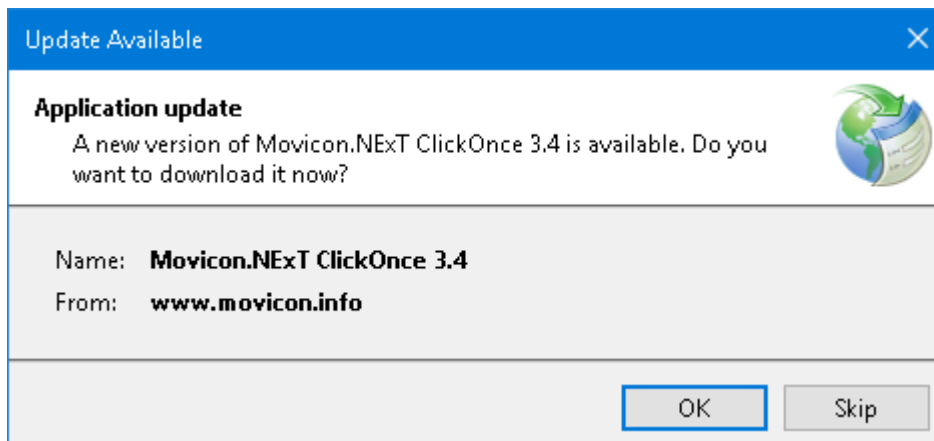 Update Available
Application update
A new version of Movicon.NExT ClickOnce 3.4 is available. Do you
want to download it now?
Name: Movicon.NExT ClickOnce 3.4
From: www.movicon.info
OK Skip